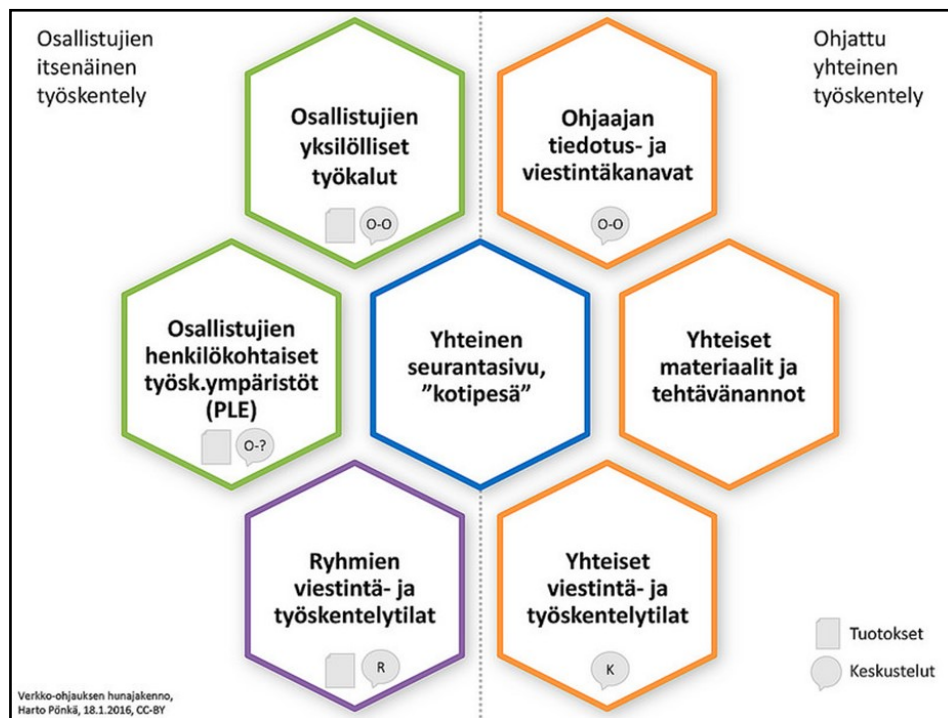 Osallistujien
itsenäinen
työskentely
Ohjattu
yhteinen
työskentely
Osallistujien
yksilölliset
työkalut
O-O
Ohjaajan
tiedotus- ja
viestintäkanavat
O-O
Osallistujien
henkilökohtaiset
työsk.ympäristöt
(PLE)
O-?
Yhteinen
seurantasivu,
”kotipesä”
Yhteiset
materiaalit ja
tehtävänannot
Ryhmien
viestintä- ja
työskentelytilat
R
Yhteiset
viestintä- ja
työskentelytilat
K
Tuotokset
Keskustelut
Verkko-ohjauksen hunajakenno,
Harto Pönkä, 18.1.2016, CC-BY